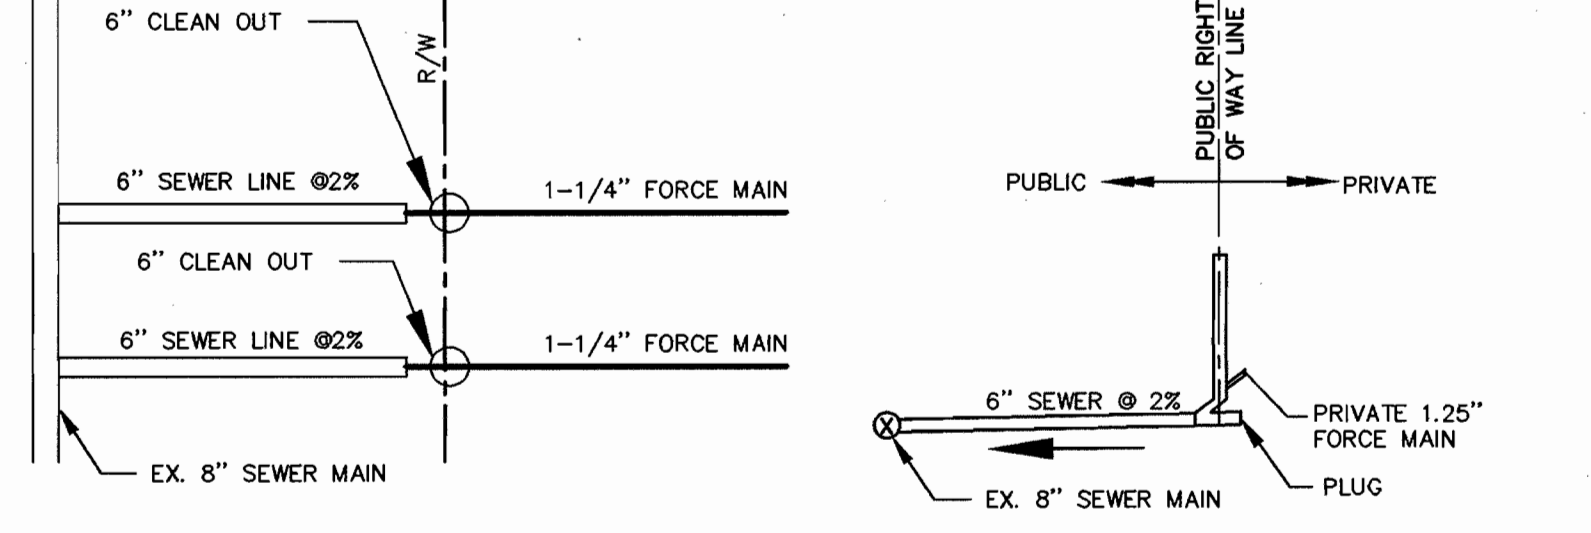 6" CLEAN OUT
R/W
6" SEWER LINE @2%
1-1/4" FORCE MAIN
6" CLEAN OUT
6" SEWER LINE @2%
1-1/4" FORCE MAIN
EX. 8" SEWER MAIN
PUBLIC RIGHT
OF WAY LINE
PUBLIC
PRIVATE
6" SEWER @ 2%
X
PRIVATE 1.25"
FORCE MAIN
PLUG
EX. 8" SEWER MAIN